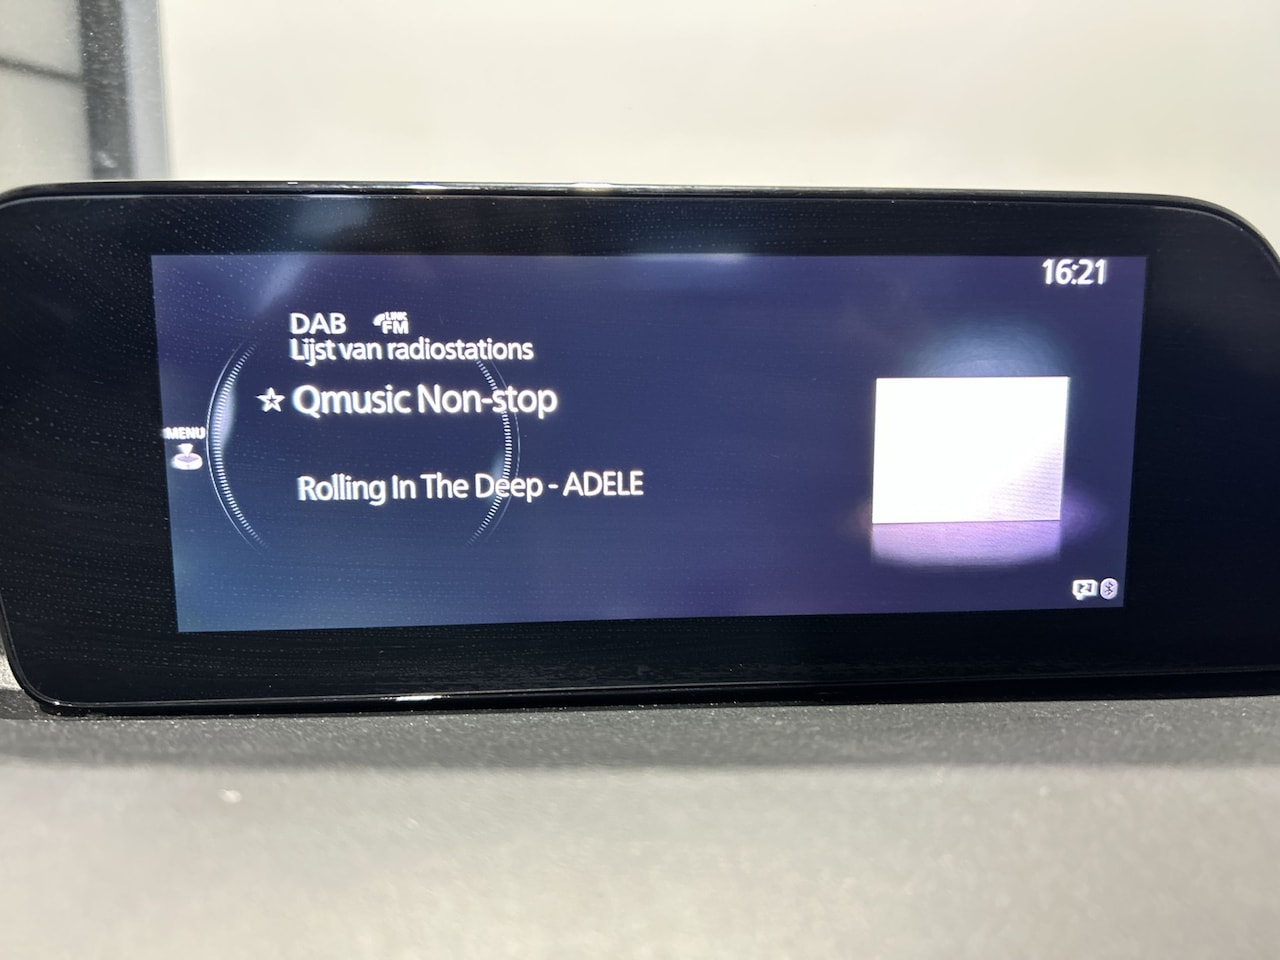 16:21
DAB LINK FM
Lijst van radiostations
Qmusic Non-stop
MENU
Rolling In The Deep - ADELE